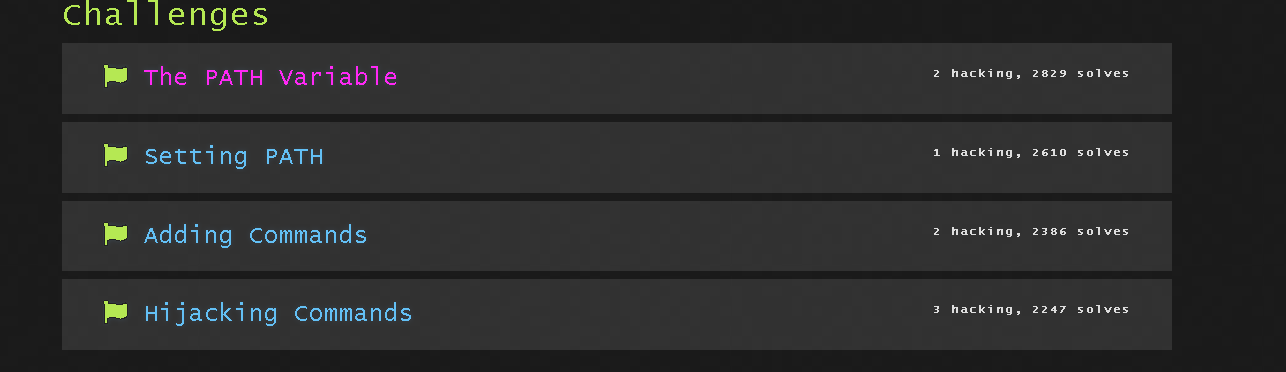 Challenges
The PATH Variable 2 hacking, 2829 solves
Setting PATH 1 hacking, 2610 solves
Adding Commands 2 hacking, 2386 solves
Hijacking Commands 3 hacking, 2247 solves